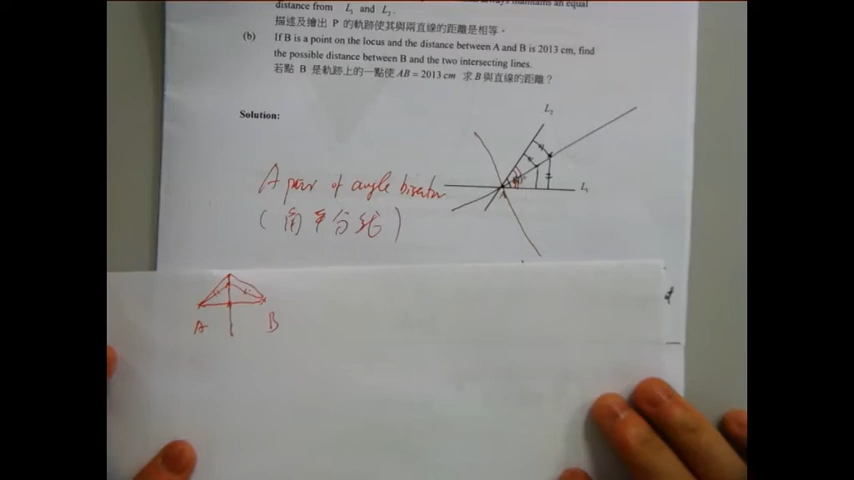 distance from L₁ and L₂.
描述及繪出 P 的軌跡使其與兩直線的距離是相等。
(b) If B is a point on the locus and the distance between A and B is 2013 cm, find
the possible distance between B and the two intersecting lines.
若點 B 是軌跡上的一點使 AB = 2013 cm 求 B 與直線的距離？
Solution:
L₂
A pair of angle bisector
L₁
A
(角平分線)
A B